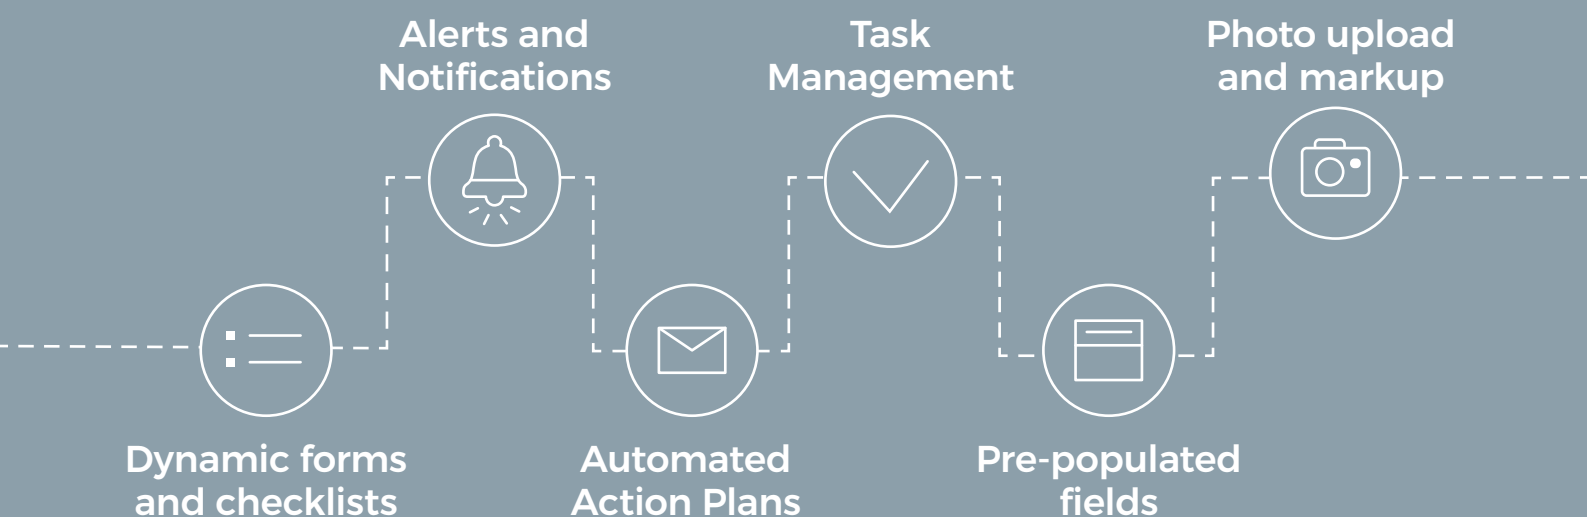 Alerts and
Notifications
Task
Management
Photo upload
and markup
Dynamic forms
and checklists
Automated
Action Plans
Pre-populated
fields